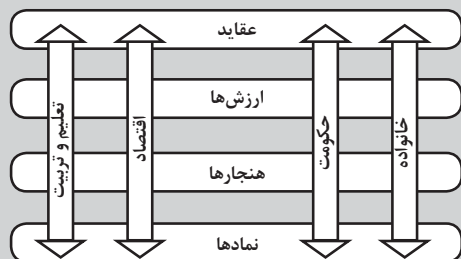 عقاید
ارزش‌ها
هنجارها
نمادها
خانواده
حکومت
اقتصاد
تعلیم و تربیت